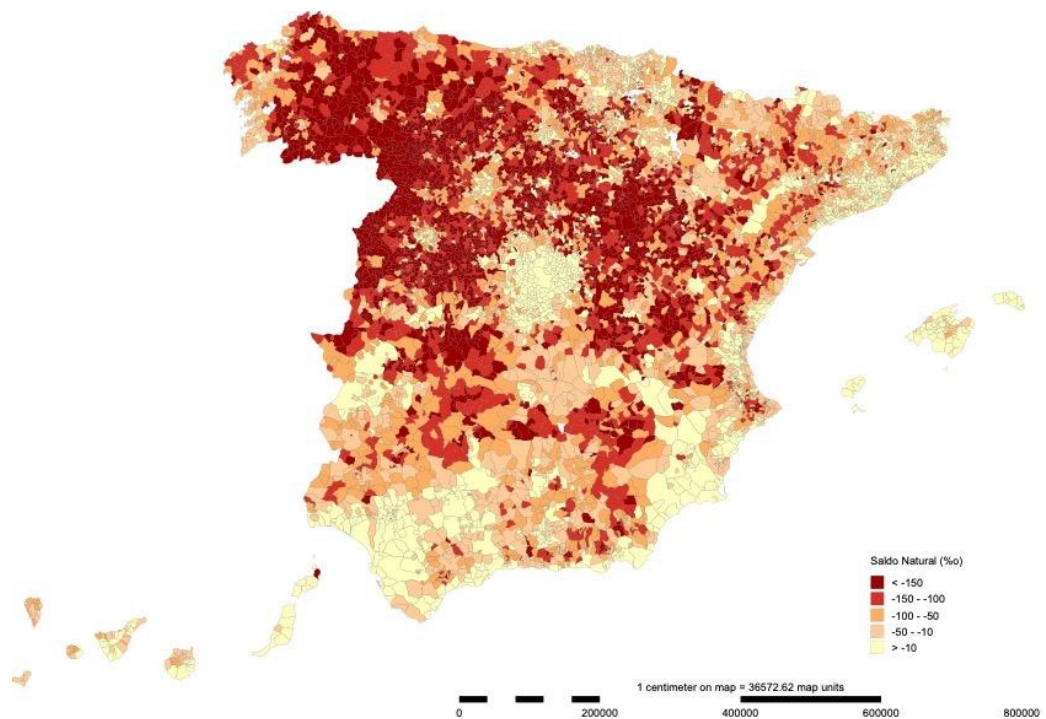 Saldo Natural (%o)
< -150
-150 - -100
-100 - -50
-50 - -10
> -10
1 centimeter on map = 36572.62 map units
0 200000 400000 600000 800000